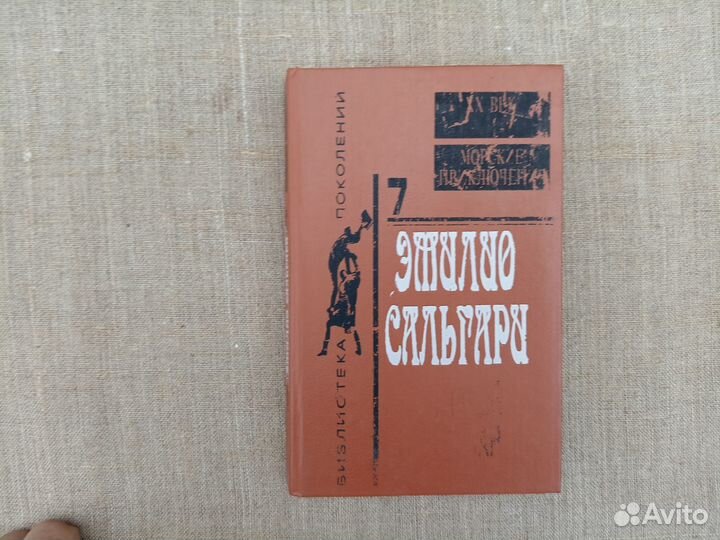 XX ВЕК
МОРСКИЕ
ПРИКЛЮЧЕНИЯ
7
ЭМИЛИО
САЛЬГАРИ
БИБЛИОТЕКА ПОКОЛЕНИЙ
Avito